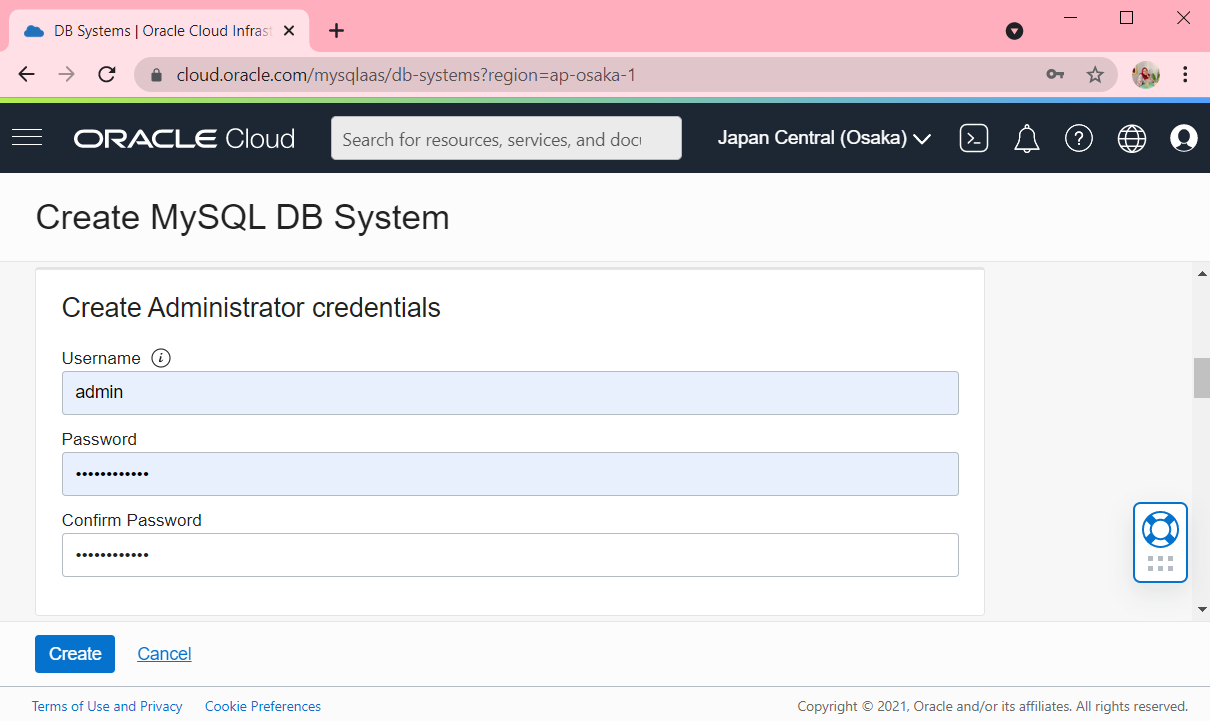 DB Systems | Oracle Cloud Infrast
cloud.oracle.com/mysqlaas/db-systems?region=ap-osaka-1
ORACLE Cloud
Search for resources, services, and docu
Japan Central (Osaka)
Create MySQL DB System
Create Administrator credentials
Username
admin
Password
••••••••••••
Confirm Password
••••••••••••
Create Cancel
Terms of Use and Privacy Cookie Preferences Copyright © 2021, Oracle and/or its affiliates. All rights reserved.